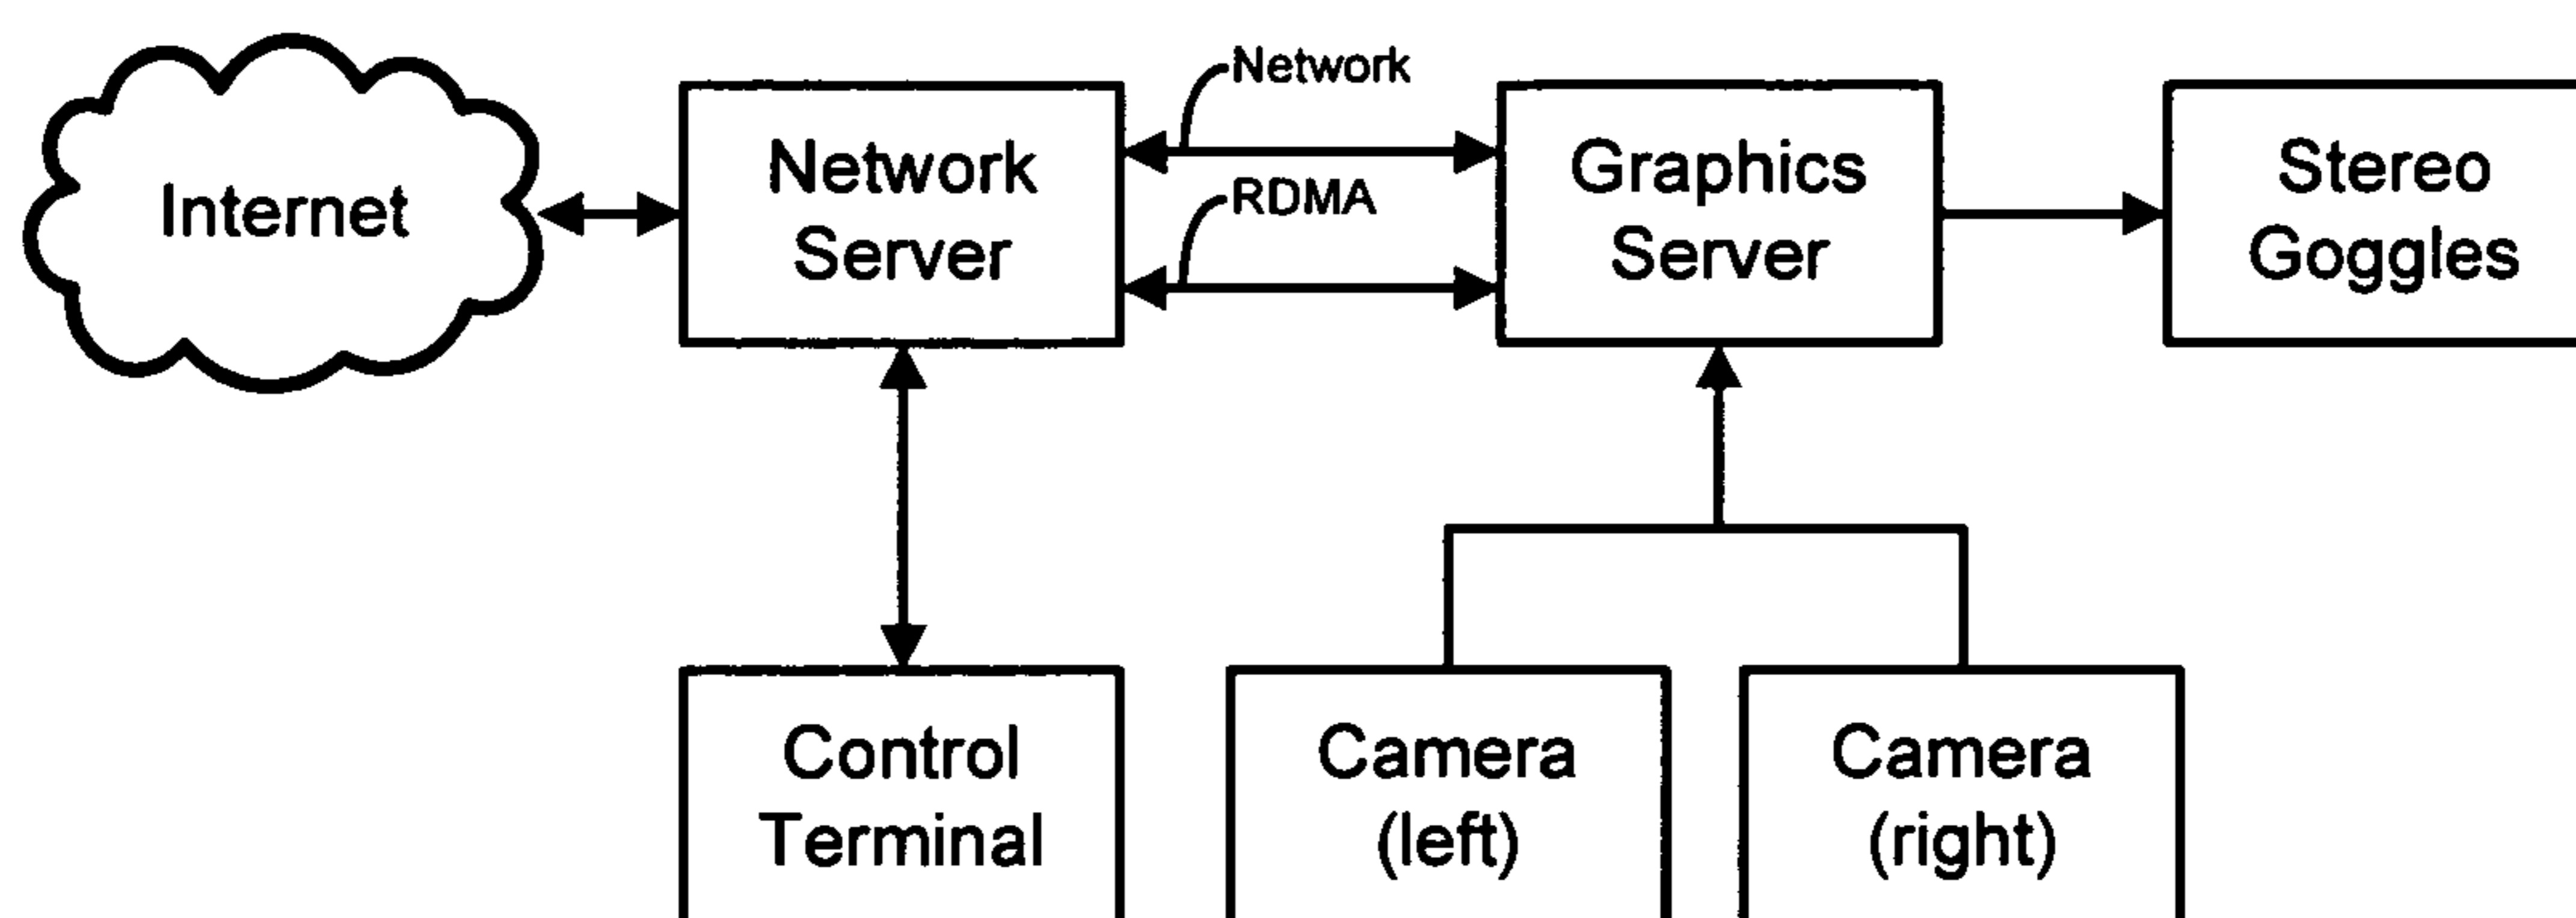 Network
Internet
Network
Server
RDMA
Graphics
Server
Stereo
Goggles
Control
Terminal
Camera
(left)
Camera
(right)